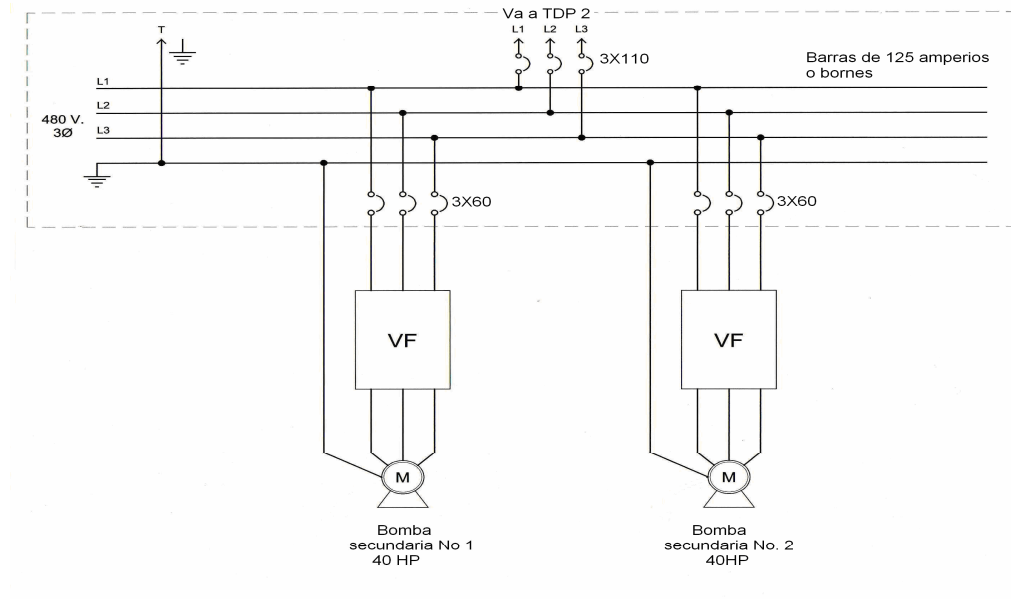 Va a TDP 2
T
L1 L2 L3
3X110
Barras de 125 amperios
o bornes
L1
L2
480 V.
3Ø
L3
3X60
3X60
VF
VF
M
M
Bomba
secundaria No 1
40 HP
Bomba
secundaria No. 2
40HP